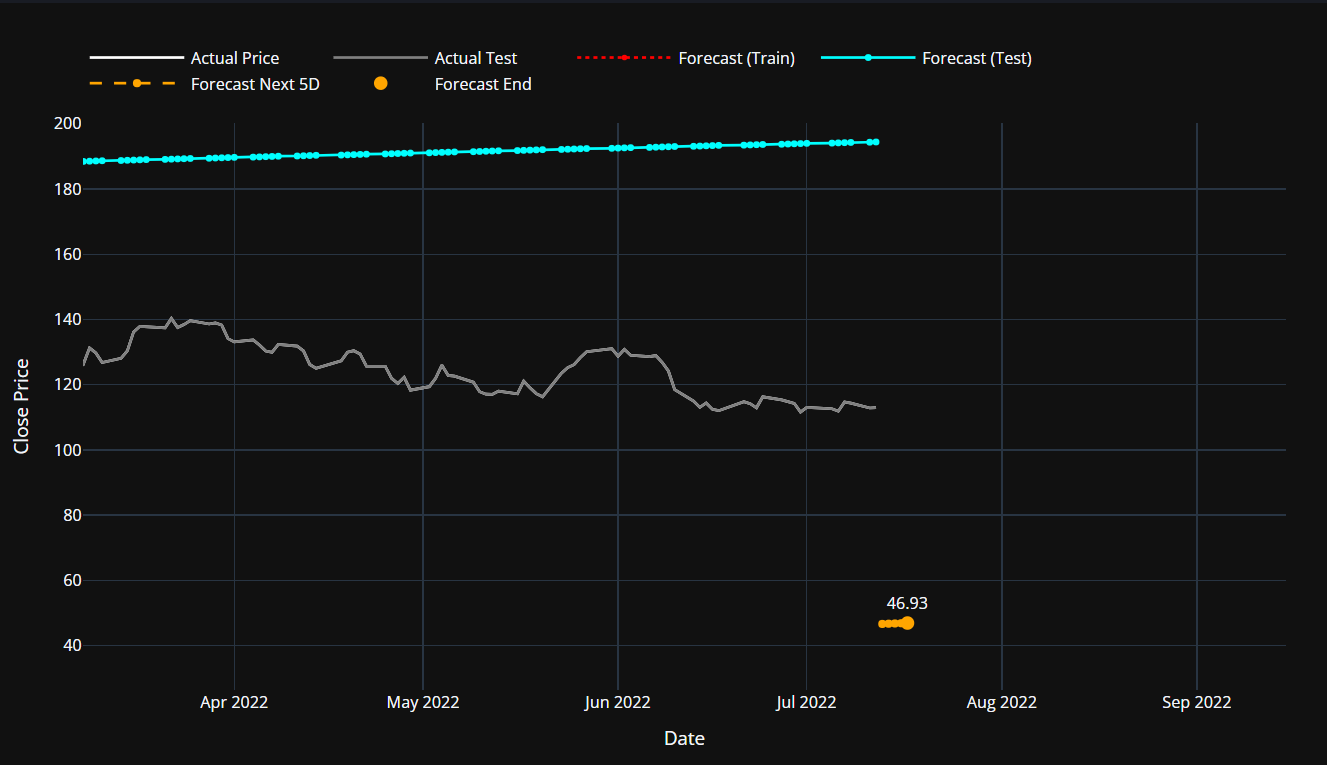 Actual Price Actual Test Forecast (Train) Forecast (Test)
Forecast Next 5D Forecast End
200
180
160
140
120
100
80
60
40
Close Price
46.93
Apr 2022 May 2022 Jun 2022 Jul 2022 Aug 2022 Sep 2022
Date